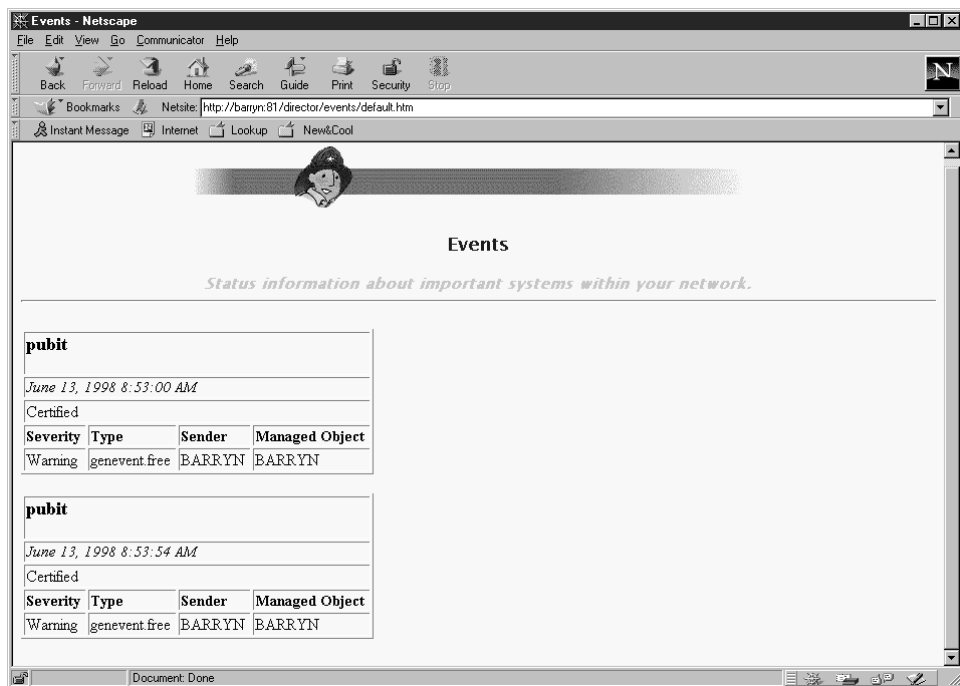 Events - Netscape
File Edit View Go Communicator Help
Back Forward Reload Home Search Guide Print Security Stop
N
Bookmarks Netsite: http://barryn:81/director/events/default.htm
Instant Message Internet Lookup New&Cool
Events
Status information about important systems within your network.
pubit
June 13, 1998 8:53:00 AM
Certified
Severity Type Sender Managed Object
Warning genevent.free BARRYN BARRYN
pubit
June 13, 1998 8:53:54 AM
Certified
Severity Type Sender Managed Object
Warning genevent.free BARRYN BARRYN
Document: Done